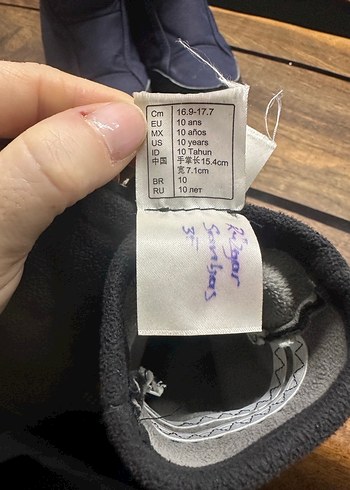 Cm 16.9-17.7
EU 10 ans
MX 10 años
US 10 years
ID 10 Tahun
中国 手掌长15.4cm
宽7.1cm
BR 10
RU 10 лет
Rüzgar